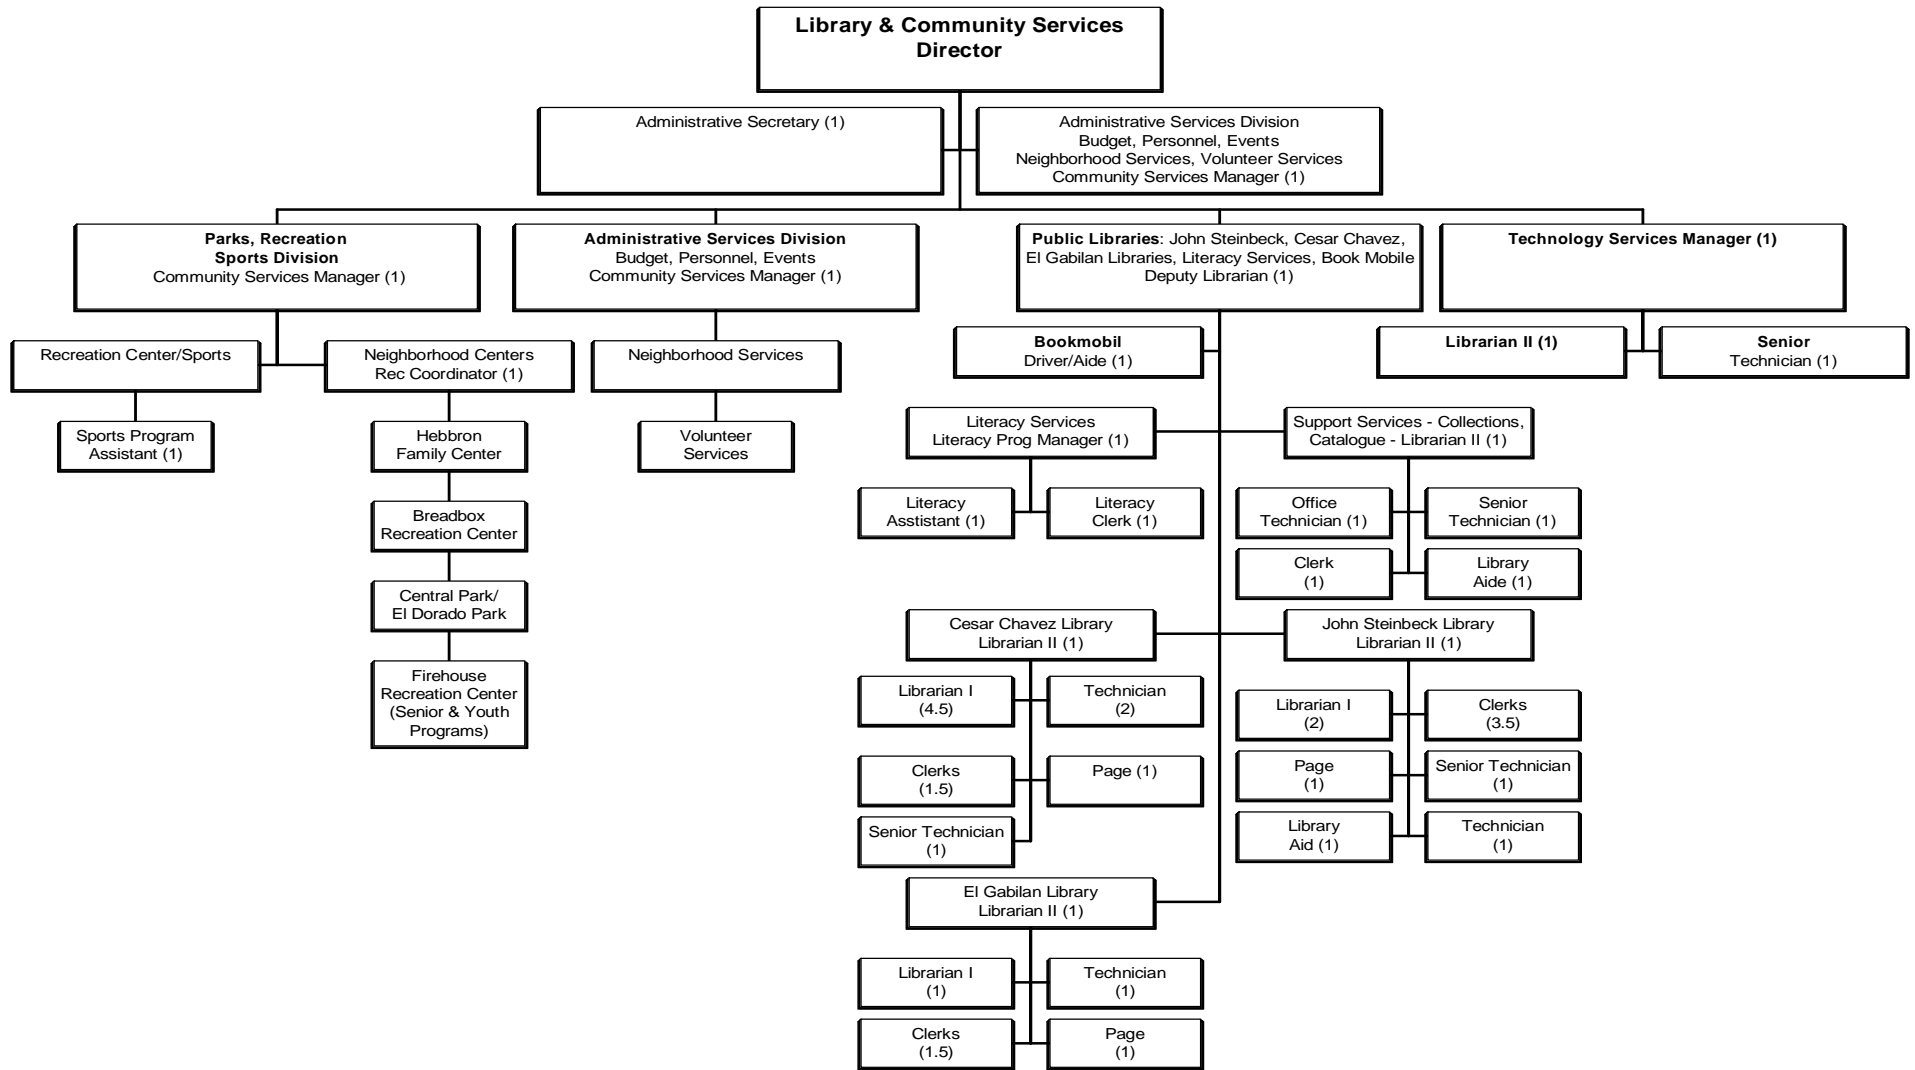 Library & Community Services
Director
Administrative Secretary (1)
Administrative Services Division
Budget, Personnel, Events
Neighborhood Services, Volunteer Services
Community Services Manager (1)
Parks, Recreation
Sports Division
Community Services Manager (1)
Administrative Services Division
Budget, Personnel, Events
Community Services Manager (1)
Public Libraries: John Steinbeck, Cesar Chavez,
El Gabilan Libraries, Literacy Services, Book Mobile
Deputy Librarian (1)
Technology Services Manager (1)
Recreation Center/Sports
Neighborhood Centers
Rec Coordinator (1)
Neighborhood Services
Bookmobil
Driver/Aide (1)
Librarian II (1)
Senior
Technician (1)
Sports Program
Assistant (1)
Hebbron
Family Center
Volunteer
Services
Literacy Services
Literacy Prog Manager (1)
Support Services - Collections,
Catalogue - Librarian II (1)
Breadbox
Recreation Center
Literacy
Asstistant (1)
Literacy
Clerk (1)
Office
Technician (1)
Senior
Technician (1)
Clerk
(1)
Library
Aide (1)
Central Park/
El Dorado Park
Firehouse
Recreation Center
(Senior & Youth
Programs)
Cesar Chavez Library
Librarian II (1)
John Steinbeck Library
Librarian II (1)
Librarian I
(4.5)
Technician
(2)
Librarian I
(2)
Clerks
(3.5)
Clerks
(1.5)
Page (1)
Page
(1)
Senior Technician
(1)
Senior Technician
(1)
Library
Aid (1)
Technician
(1)
El Gabilan Library
Librarian II (1)
Librarian I
(1)
Technician
(1)
Clerks
(1.5)
Page
(1)